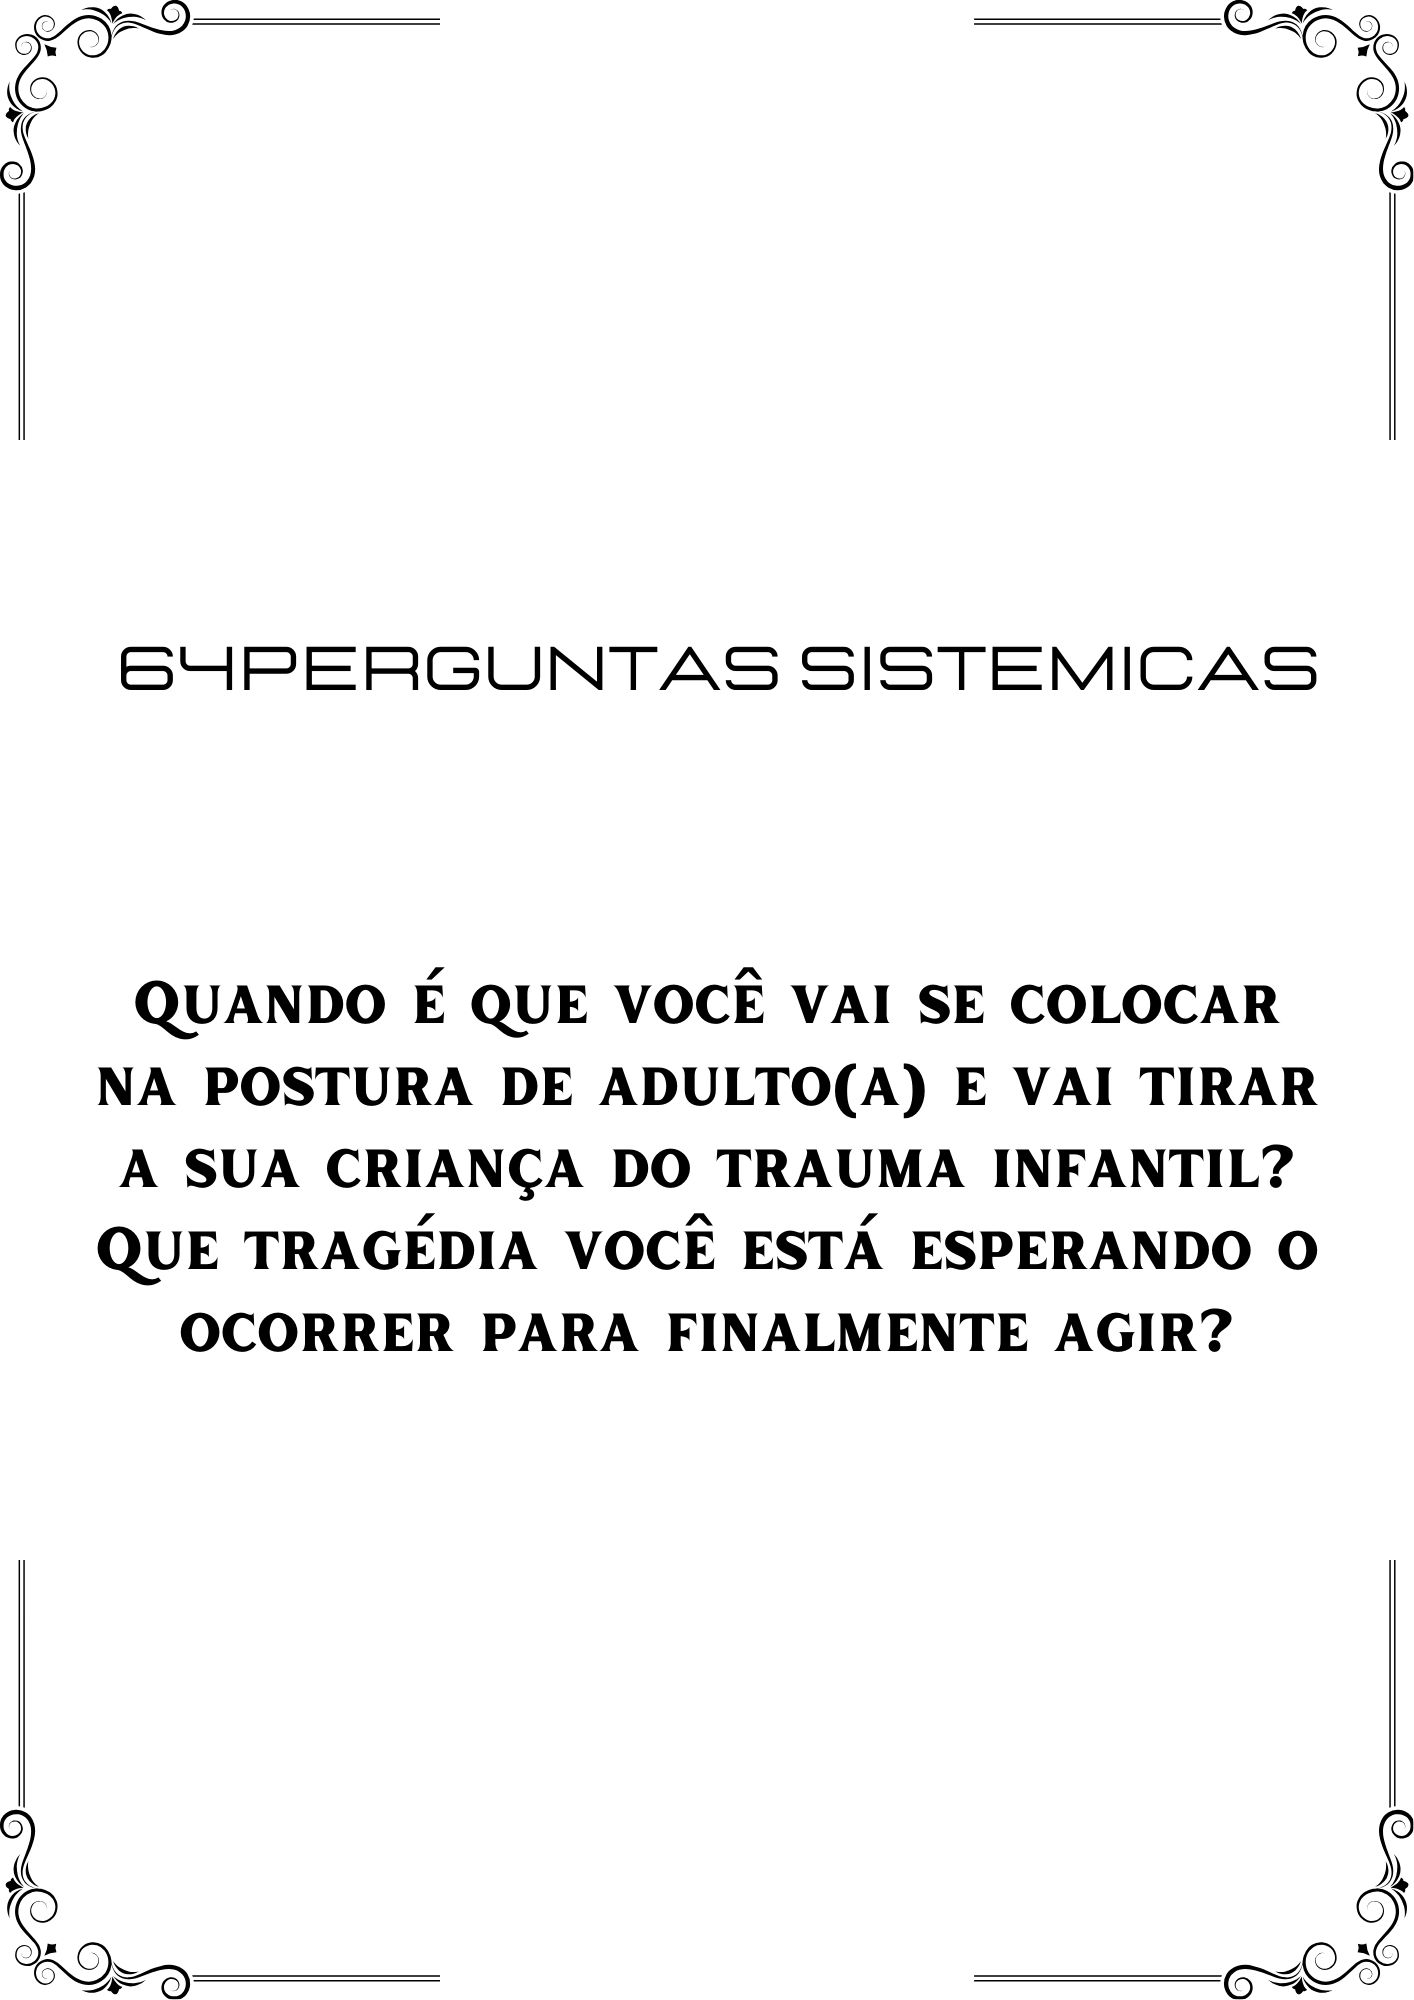 64PERGUNTAS SISTEMICAS
Quando é que você vai se colocar
na postura de adulto(a) e vai tirar
a sua criança do trauma infantil?
Que tragédia você está esperando o
ocorrer para finalmente agir?